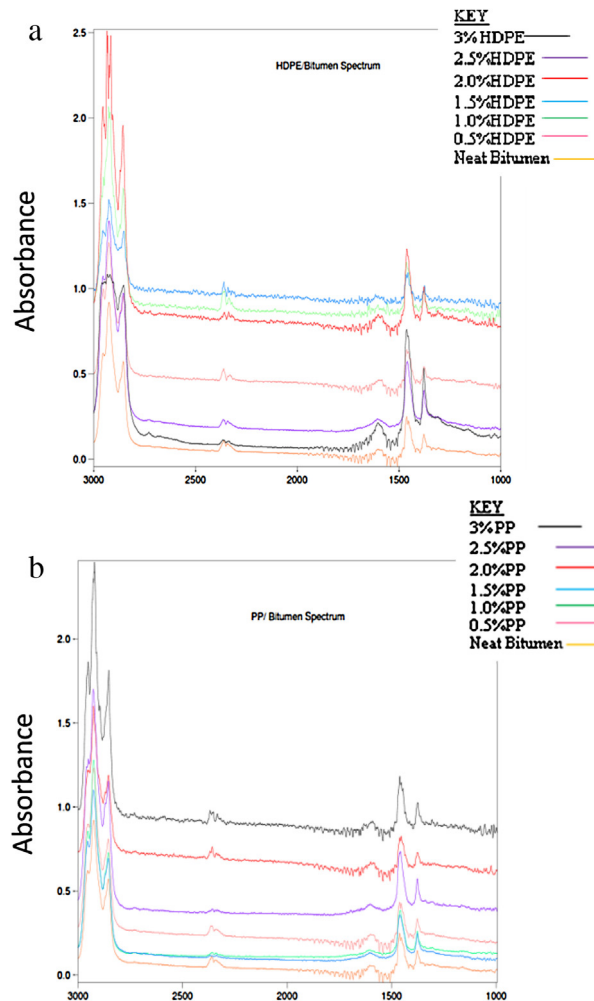 a
KEY
3% HDPE
2.5%HDPE
2.0%HDPE
1.5%HDPE
1.0%HDPE
0.5%HDPE
Neat Bitumen
HDPE/Bitumen Spectrum
2.5
2.0
1.5
1.0
0.5
0.0
Absorbance
3000 2500 2000 1500 1000
b
KEY
3%PP
2.5%PP
2.0%PP
1.5%PP
1.0%PP
0.5%PP
Neat Bitumen
PP/ Bitumen Spectrum
2.0
1.5
1.0
0.5
0.0
Absorbance
3000 2500 2000 1500 1000